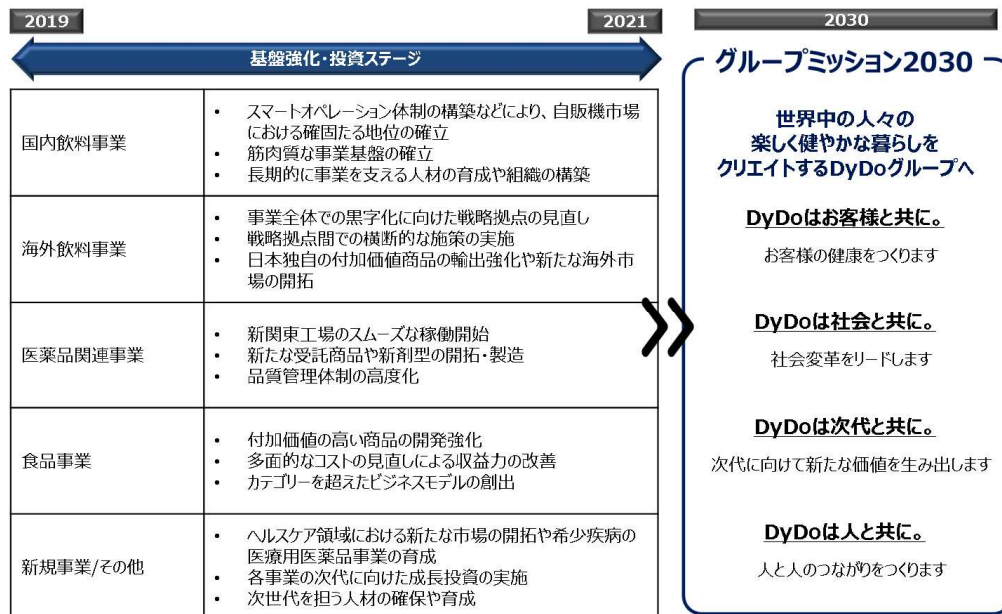 2019
2021
2030
基盤強化・投資ステージ
国内飲料事業
• スマートオペレーション体制の構築などにより、自販機市場
における確固たる地位の確立
• 筋肉質な事業基盤の確立
• 長期的に事業を支える人材の育成や組織の構築
海外飲料事業
• 事業全体での黒字化に向けた戦略拠点の見直し
• 戦略拠点間での横断的な施策の実施
• 日本独自の付加価値商品の輸出強化や新たな海外市
場の開拓
医薬品関連事業
• 新関東工場のスムーズな稼働開始
• 新たな受託商品や新剤型の開拓・製造
• 品質管理体制の高度化
食品事業
• 付加価値の高い商品の開発強化
• 多面的なコストの見直しによる収益力の改善
• カテゴリーを超えたビジネスモデルの創出
新規事業/その他
• ヘルスケア領域における新たな市場の開拓や希少疾病の
医療用医薬品事業の育成
• 各事業の次代に向けた成長投資の実施
• 次世代を担う人材の確保や育成
グループミッション2030
世界中の人々の
楽しく健やかな暮らしを
クリエイトするDyDoグループへ
DyDoはお客様と共に。
お客様の健康をつくります
DyDoは社会と共に。
社会変革をリードします
DyDoは次代と共に。
次代に向けて新たな価値を生み出します
DyDoは人と共に。
人と人のつながりをつくります